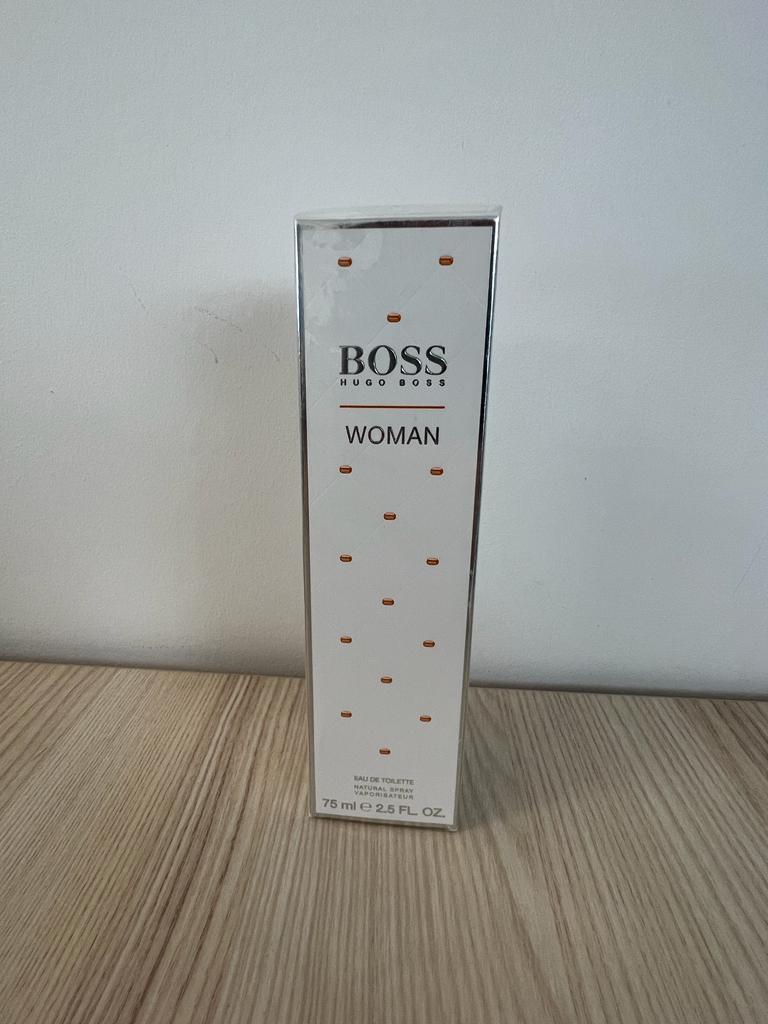 BOSS
HUGO BOSS
WOMAN
EAU DE TOILETTE
NATURAL SPRAY
VAPORISATEUR
75 ml ℮ 2.5 FL. OZ.